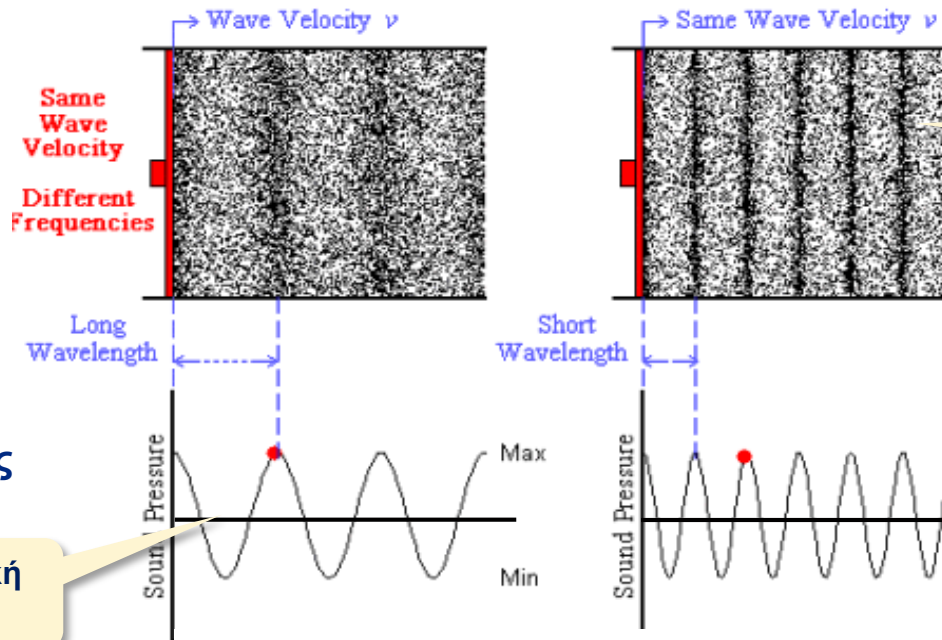 Wave Velocity ν
Same Wave Velocity ν
Same
Wave
Velocity
Different
Frequencies
Long
Wavelength
Short
Wavelength
Sound Pressure
Max
Min
Sound Pressure